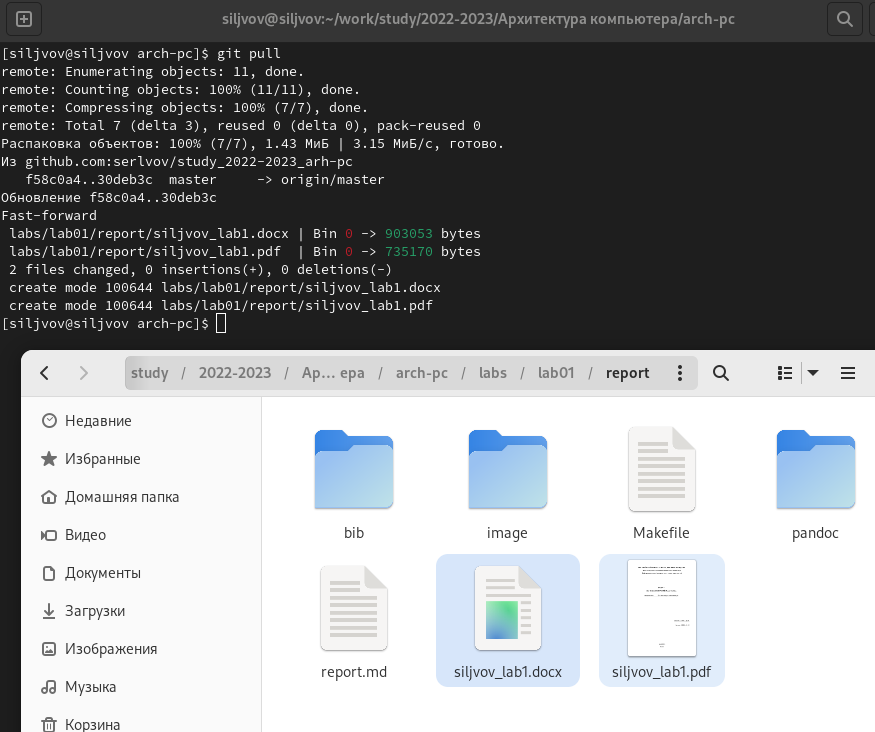 siljvov@siljvov:~/work/study/2022-2023/Архитектура компьютера/arch-pc
[siljvov@siljvov arch-pc]$ git pull
remote: Enumerating objects: 11, done.
remote: Counting objects: 100% (11/11), done.
remote: Compressing objects: 100% (7/7), done.
remote: Total 7 (delta 3), reused 0 (delta 0), pack-reused 0
Распаковка объектов: 100% (7/7), 1.43 МиБ | 3.15 МиБ/с, готово.
Из github.com:serlvov/study_2022-2023_arh-pc
   f58c0a4..30deb3c  master     -> origin/master
Обновление f58c0a4..30deb3c
Fast-forward
 labs/lab01/report/siljvov_lab1.docx | Bin 0 -> 903053 bytes
 labs/lab01/report/siljvov_lab1.pdf  | Bin 0 -> 735170 bytes
 2 files changed, 0 insertions(+), 0 deletions(-)
 create mode 100644 labs/lab01/report/siljvov_lab1.docx
 create mode 100644 labs/lab01/report/siljvov_lab1.pdf
[siljvov@siljvov arch-pc]$
study / 2022-2023 / Ар… ера / arch-pc / labs / lab01 / report
Недавние
Избранные
Домашняя папка
Видео
Документы
Загрузки
Изображения
Музыка
Корзина
bib image Makefile pandoc
report.md siljvov_lab1.docx siljvov_lab1.pdf